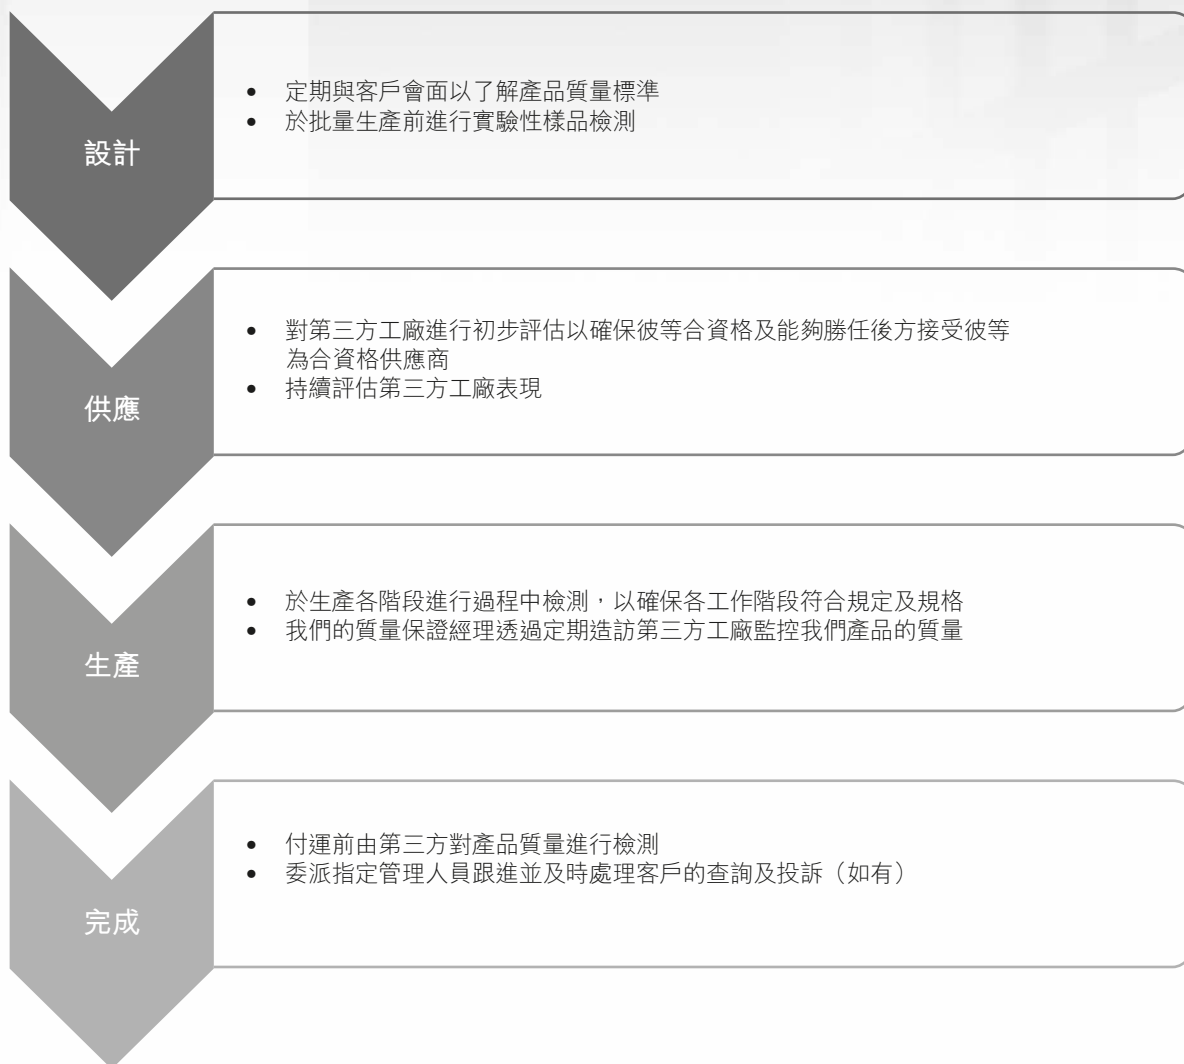 設計
• 定期與客戶會面以了解產品質量標準
• 於批量生產前進行實驗性樣品檢測
供應
• 對第三方工廠進行初步評估以確保彼等合資格及能夠勝任後方接受彼等
為合資格供應商
• 持續評估第三方工廠表現
生產
• 於生產各階段進行過程中檢測，以確保各工作階段符合規定及規格
• 我們的質量保證經理透過定期造訪第三方工廠監控我們產品的質量
完成
• 付運前由第三方對產品質量進行檢測
• 委派指定管理人員跟進並及時處理客戶的查詢及投訴（如有）